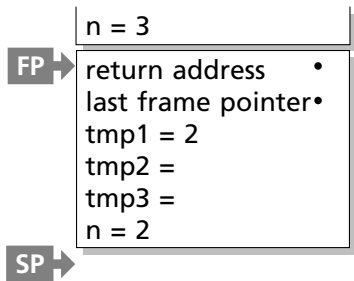 n = 3
FP
return address •
last frame pointer•
tmp1 = 2
tmp2 =
tmp3 =
n = 2
SP